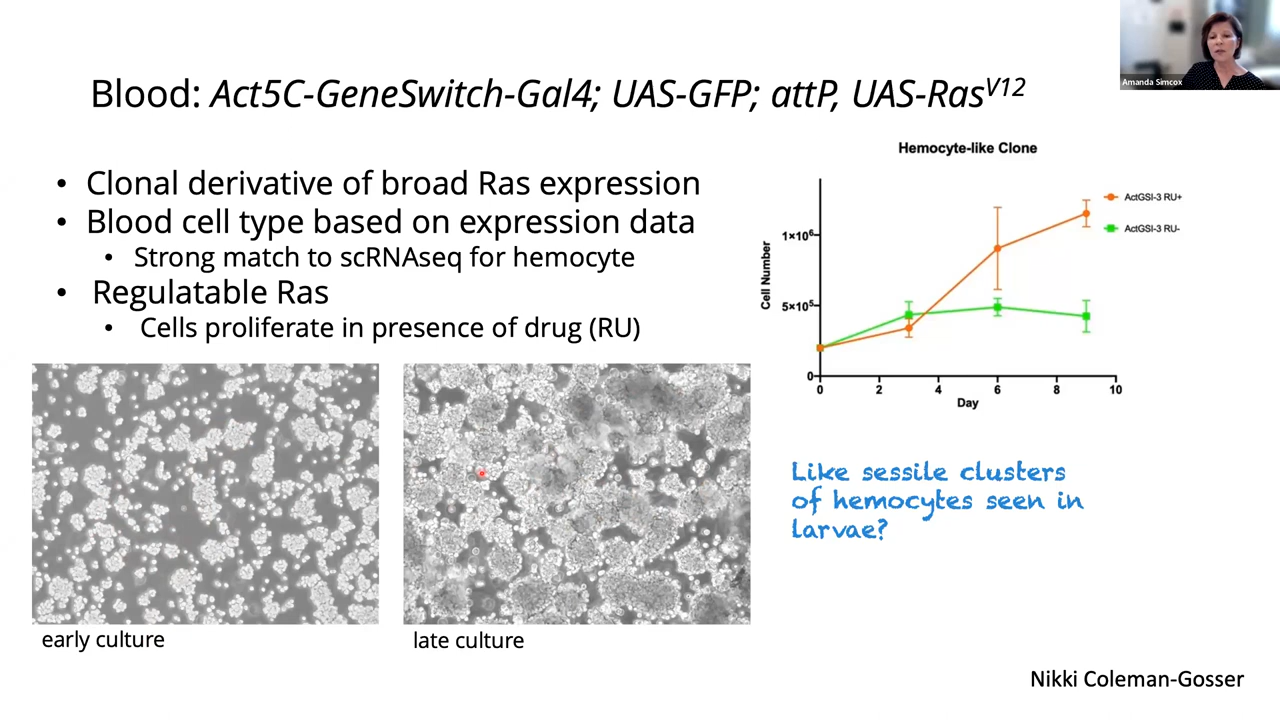 Amanda Simcox
Blood: Act5C-GeneSwitch-Gal4; UAS-GFP; attP, UAS-RasV12
• Clonal derivative of broad Ras expression
• Blood cell type based on expression data
• Strong match to scRNAseq for hemocyte
• Regulatable Ras
• Cells proliferate in presence of drug (RU)
Hemocyte-like Clone
ActGSI-3 RU+
ActGSI-3 RU-
Cell Number
1×10⁶
5×10⁵
0
0 2 4 6 8 10
Day
Like sessile clusters
of hemocytes seen in
larvae?
early culture
late culture
Nikki Coleman-Gosser